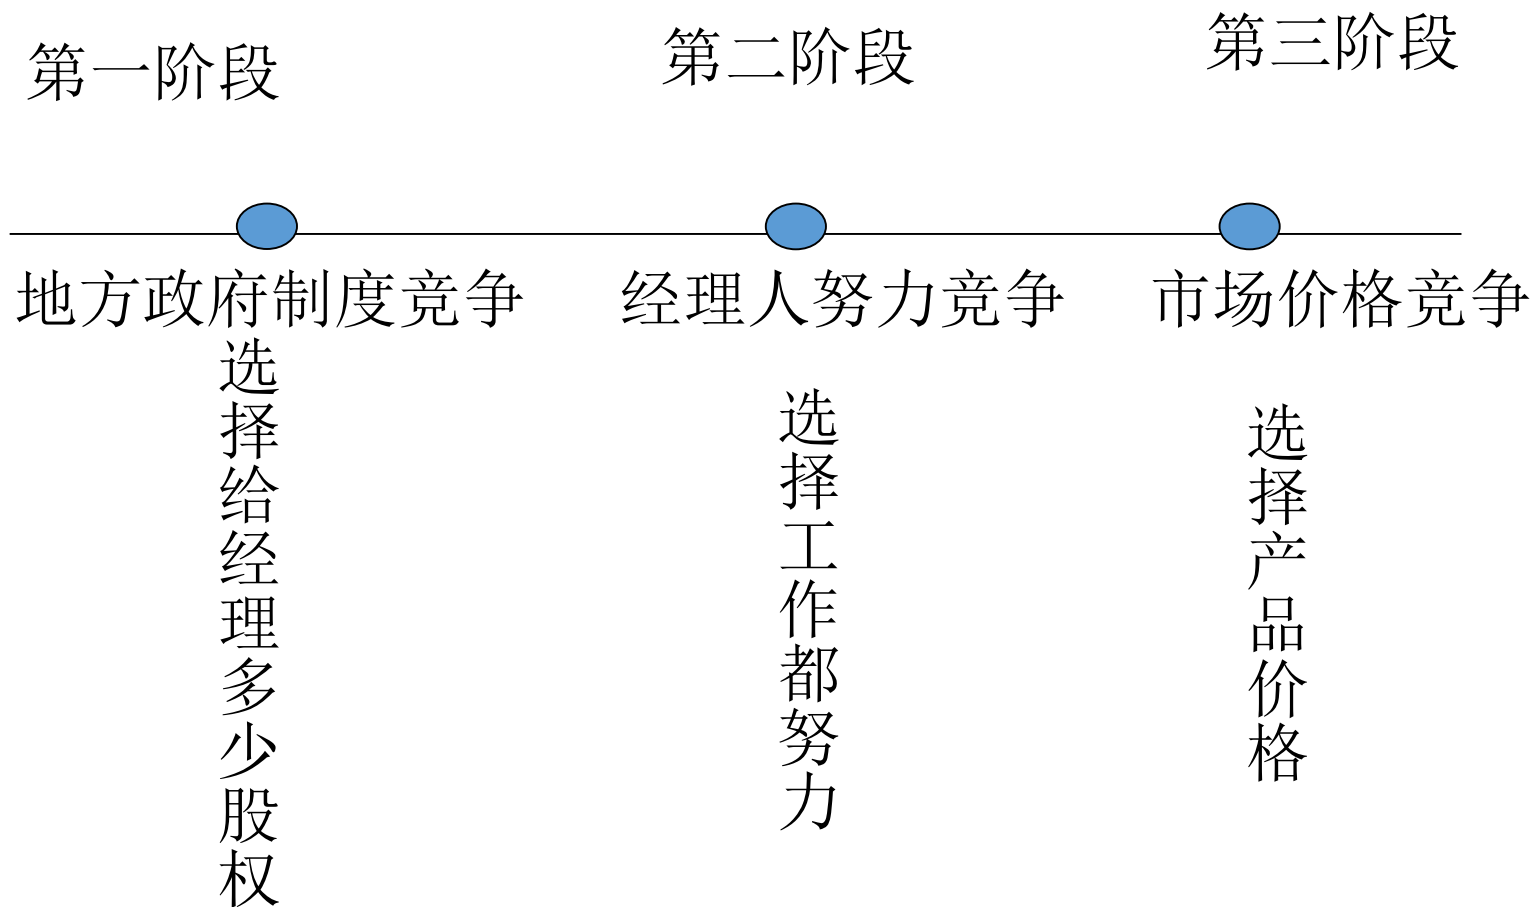 第一阶段
第二阶段
第三阶段
地方政府制度竞争
经理人努力竞争
市场价格竞争
选择给经理多少股权
选择工作都努力
选择产品价格